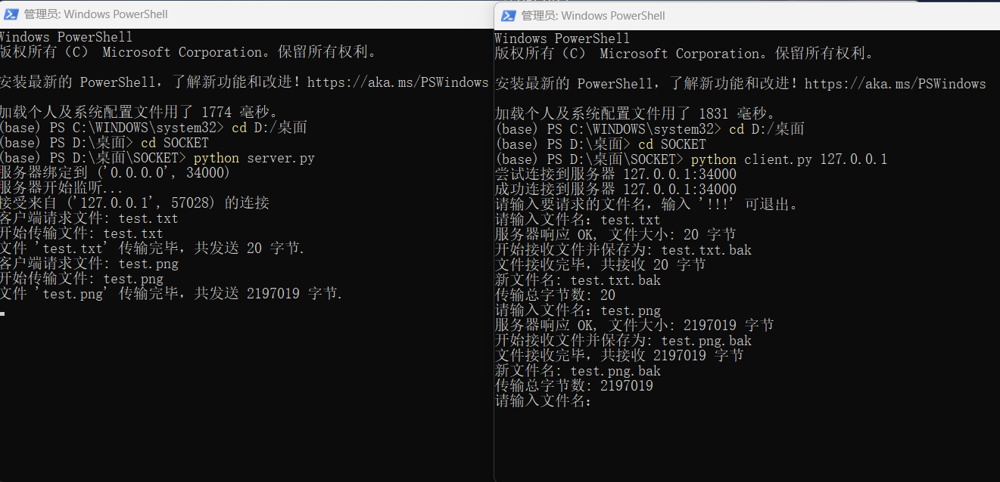 管理员: Windows PowerShell
Windows PowerShell
版权所有（C） Microsoft Corporation。保留所有权利。
安装最新的 PowerShell，了解新功能和改进！https://aka.ms/PSWindows
加载个人及系统配置文件用了 1774 毫秒。
(base) PS C:\WINDOWS\system32> cd D:/桌面
(base) PS D:\桌面> cd SOCKET
(base) PS D:\桌面\SOCKET> python server.py
服务器绑定到 ('0.0.0.0', 34000)
服务器开始监听...
接受来自 ('127.0.0.1', 57028) 的连接
客户端请求文件: test.txt
开始传输文件: test.txt
文件 'test.txt' 传输完毕，共发送 20 字节.
客户端请求文件: test.png
开始传输文件: test.png
文件 'test.png' 传输完毕，共发送 2197019 字节.
管理员: Windows PowerShell
Windows PowerShell
版权所有（C） Microsoft Corporation。保留所有权利。
安装最新的 PowerShell，了解新功能和改进！https://aka.ms/PSWindows
加载个人及系统配置文件用了 1831 毫秒。
(base) PS C:\WINDOWS\system32> cd D:/桌面
(base) PS D:\桌面> cd SOCKET
(base) PS D:\桌面\SOCKET> python client.py 127.0.0.1
尝试连接到服务器 127.0.0.1:34000
成功连接到服务器 127.0.0.1:34000
请输入要请求的文件名，输入 '!!!' 可退出。
请输入文件名：test.txt
服务器响应 OK, 文件大小: 20 字节
开始接收文件并保存为: test.txt.bak
文件接收完毕，共接收 20 字节
新文件名: test.txt.bak
传输总字节数: 20
请输入文件名：test.png
服务器响应 OK, 文件大小: 2197019 字节
开始接收文件并保存为: test.png.bak
文件接收完毕，共接收 2197019 字节
新文件名: test.png.bak
传输总字节数: 2197019
请输入文件名：